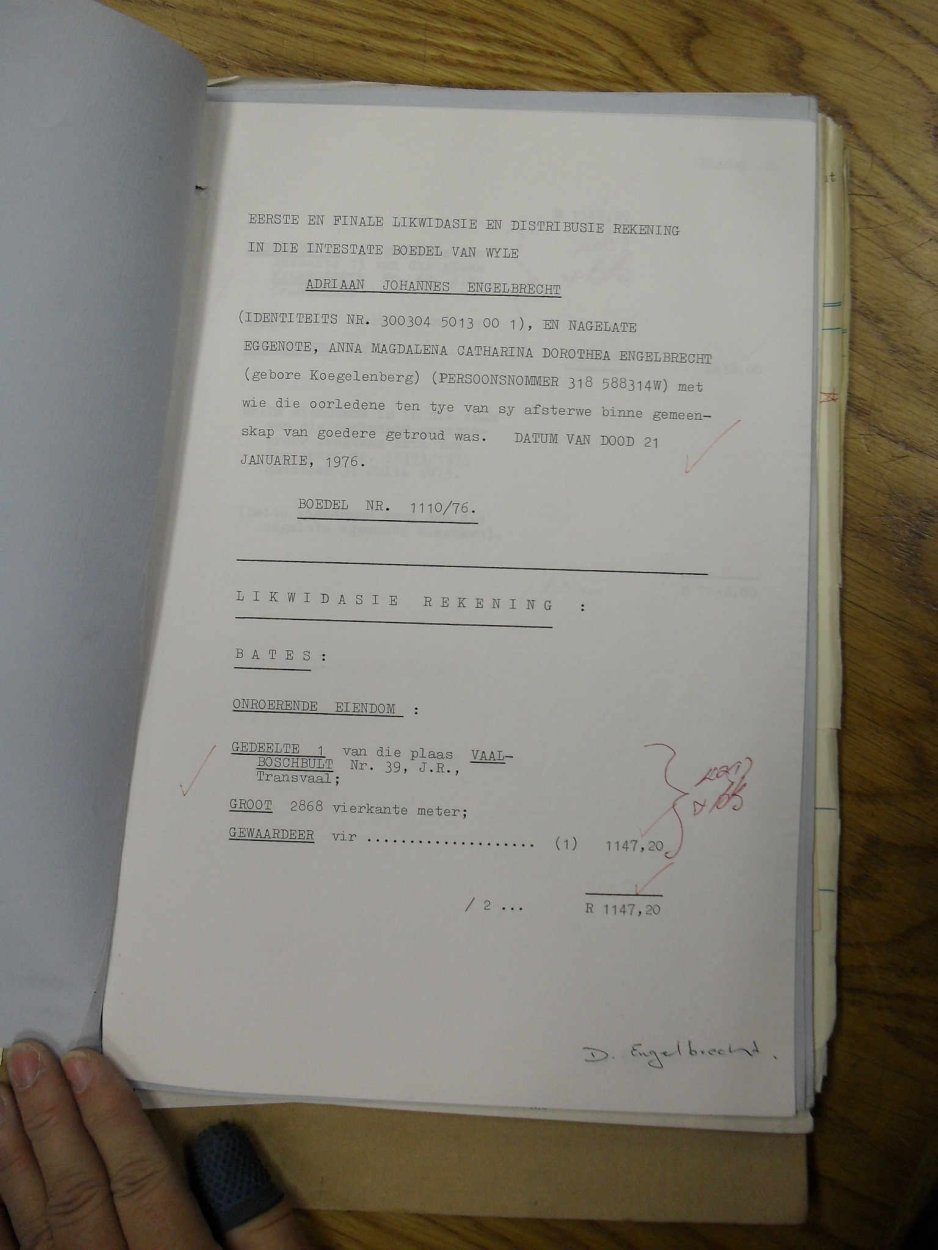 EERSTE EN FINALE LIKWIDASIE EN DISTRIBUSIE REKENING
IN DIE INTESTATE BOEDEL VAN WYLE
ADRIAAN JOHANNES ENGELBRECHT
(IDENTITEITS NR. 300304 5013 00 1), EN NAGELATE
EGGENOTE, ANNA MAGDALENA CATHARINA DOROTHEA ENGELBRECHT
(gebore Koegelenberg) (PERSOONSNOMMER 318 588314W) met
wie die oorledene ten tye van sy afsterwe binne gemeen-
skap van goedere getroud was. DATUM VAN DOOD 21
JANUARIE, 1976.
BOEDEL NR. 1110/76.
LIKWIDASIE REKENING :
BATES :
ONROERENDE EIENDOM :
GEDEELTE 1 van die plaas VAAL-
BOSCHBULT Nr. 39, J.R.,
Transvaal;
GROOT 2868 vierkante meter;
GEWAARDEER vir .................... (1) 1147,20
/ 2 ... R 1147,20
D. Engelbrecht.